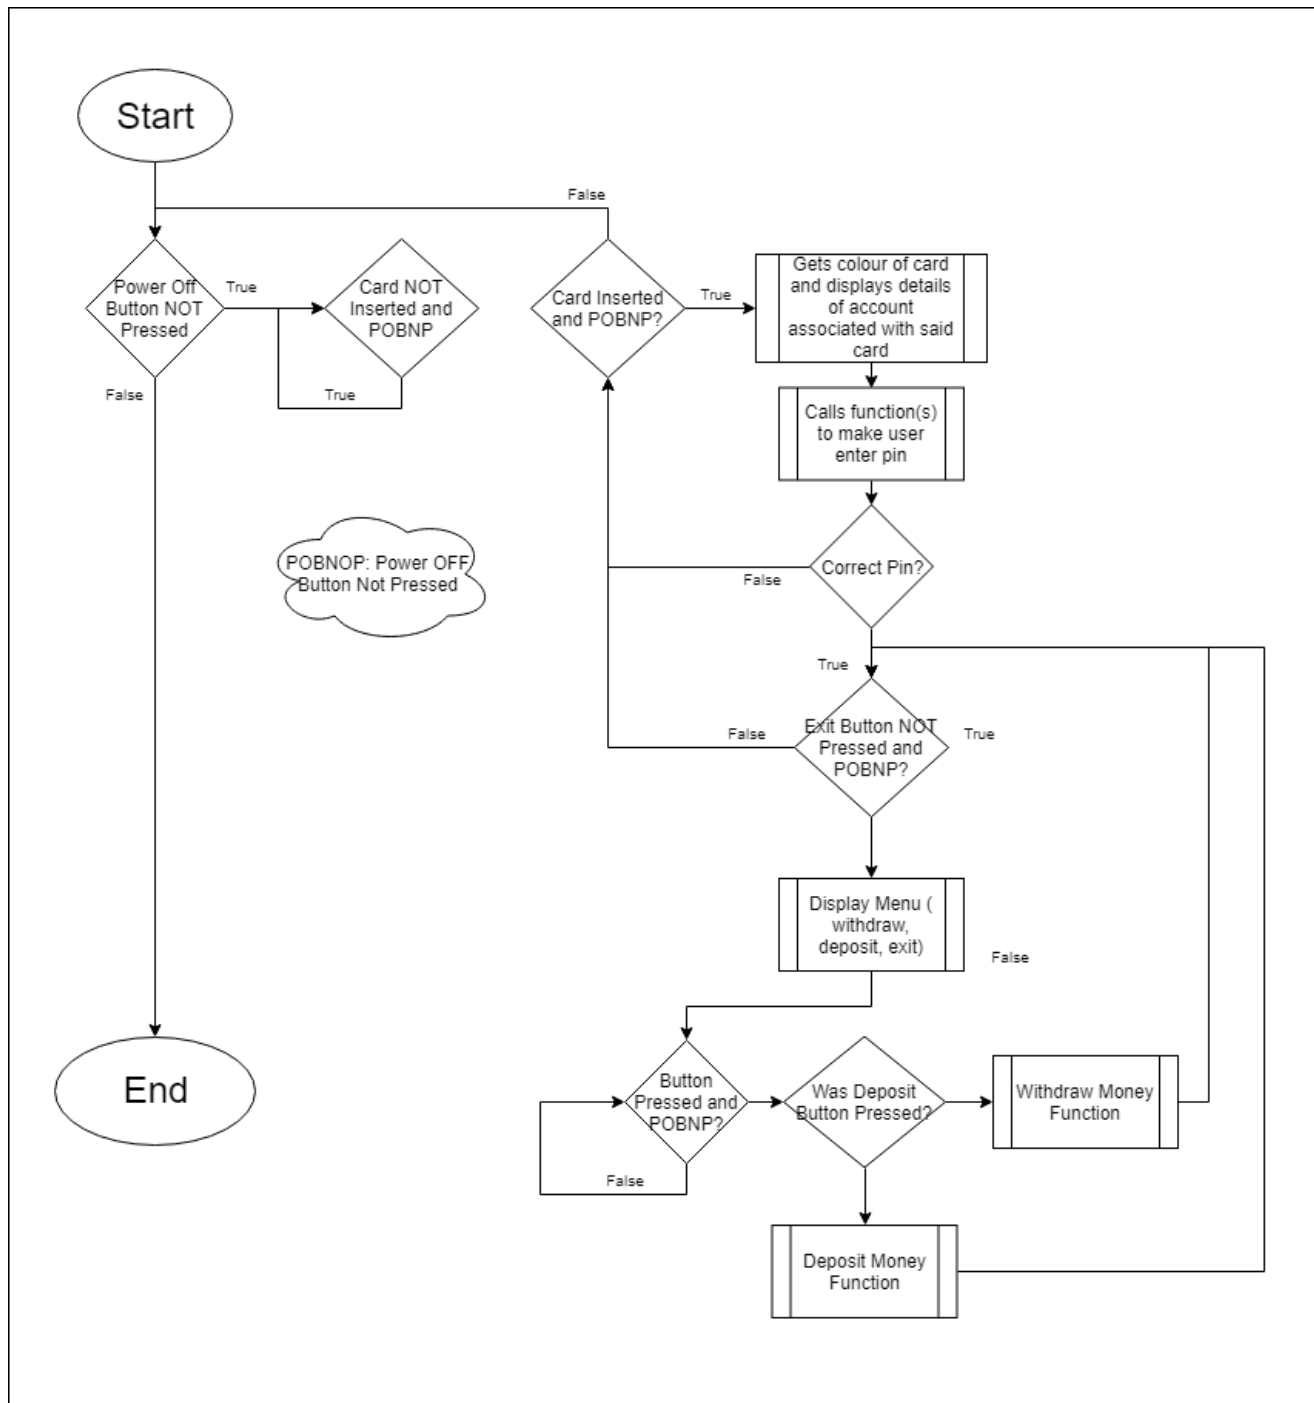 Start
False
Power Off
Button NOT
Pressed
True
Card NOT
Inserted and
POBNP
True
False
Card Inserted
and POBNP?
True
Gets colour of card
and displays details
of account
associated with said
card
Calls function(s)
to make user
enter pin
POBNOP: Power OFF
Button Not Pressed
Correct Pin?
False
True
Exit Button NOT
Pressed and
POBNP?
False
True
Display Menu (
withdraw,
deposit, exit)
False
End
Button
Pressed and
POBNP?
False
Was Deposit
Button Pressed?
Withdraw Money
Function
Deposit Money
Function